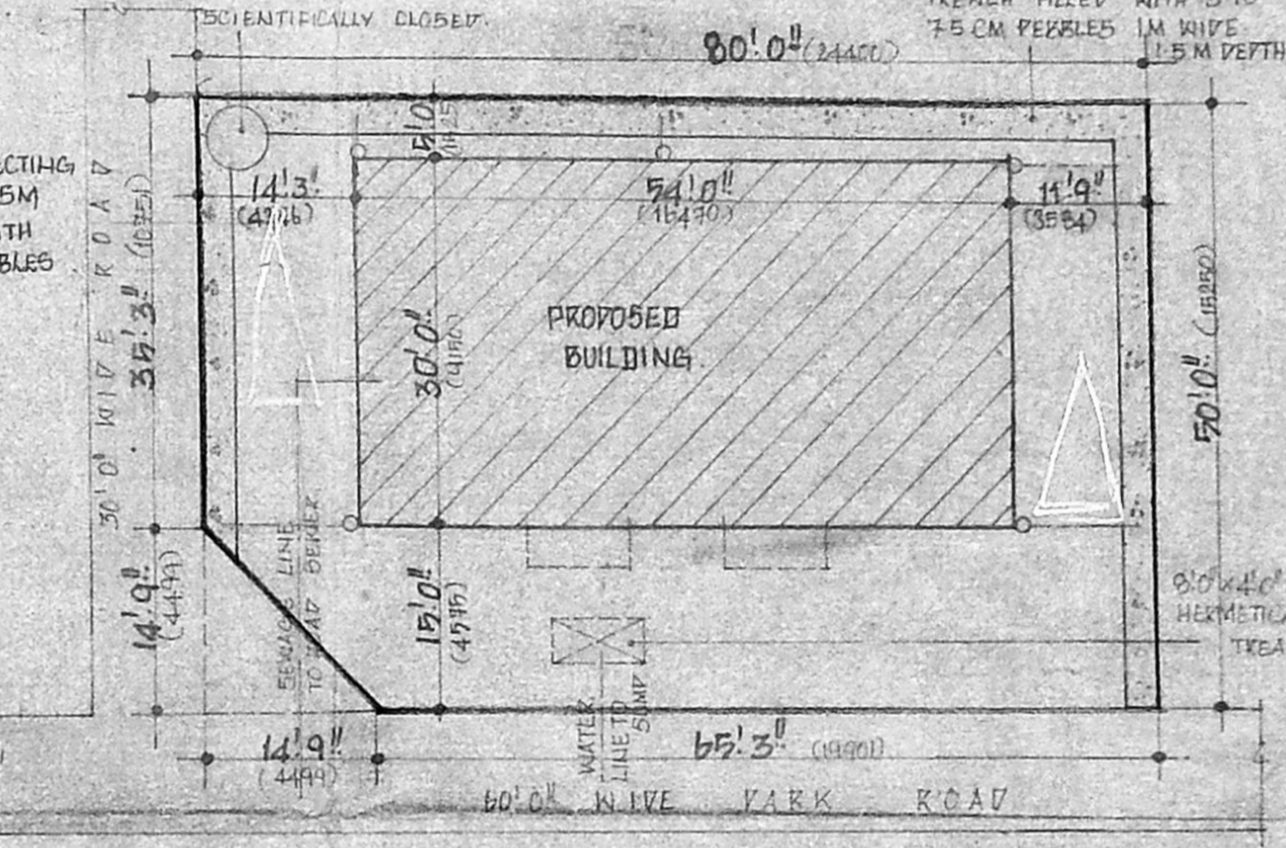 SCIENTIFICALLY CLOSED.
7.5 CM PEBBLES 1M WIDE
1.5 M DEPTH
80'.0" (24400)
5'.0"
14'.3"
54'.0"
(16470)
11'.9"
(3584)
30'.0" WIDE ROAD
35'.3" (10751)
PROPOSED
BUILDING.
30'.0"
50'.0" (15250)
14'.9"
(4499)
SEWAGE LINE
TO ROAD SEWER
15'.0"
(4575)
8'.0"x4'.0"
WATER
LINE TO
SUMP
14'.9"
(4499)
65'.3" (19901)
60'.0" WIDE PARK ROAD